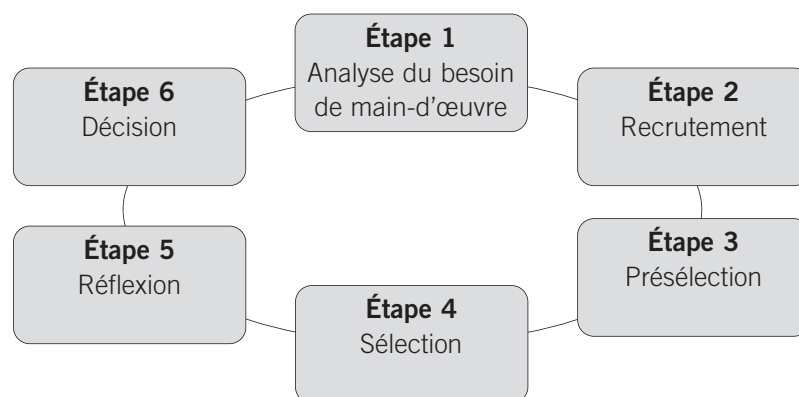 Étape 1
Analyse du besoin
de main-d'œuvre
Étape 2
Recrutement
Étape 3
Présélection
Étape 4
Sélection
Étape 5
Réflexion
Étape 6
Décision